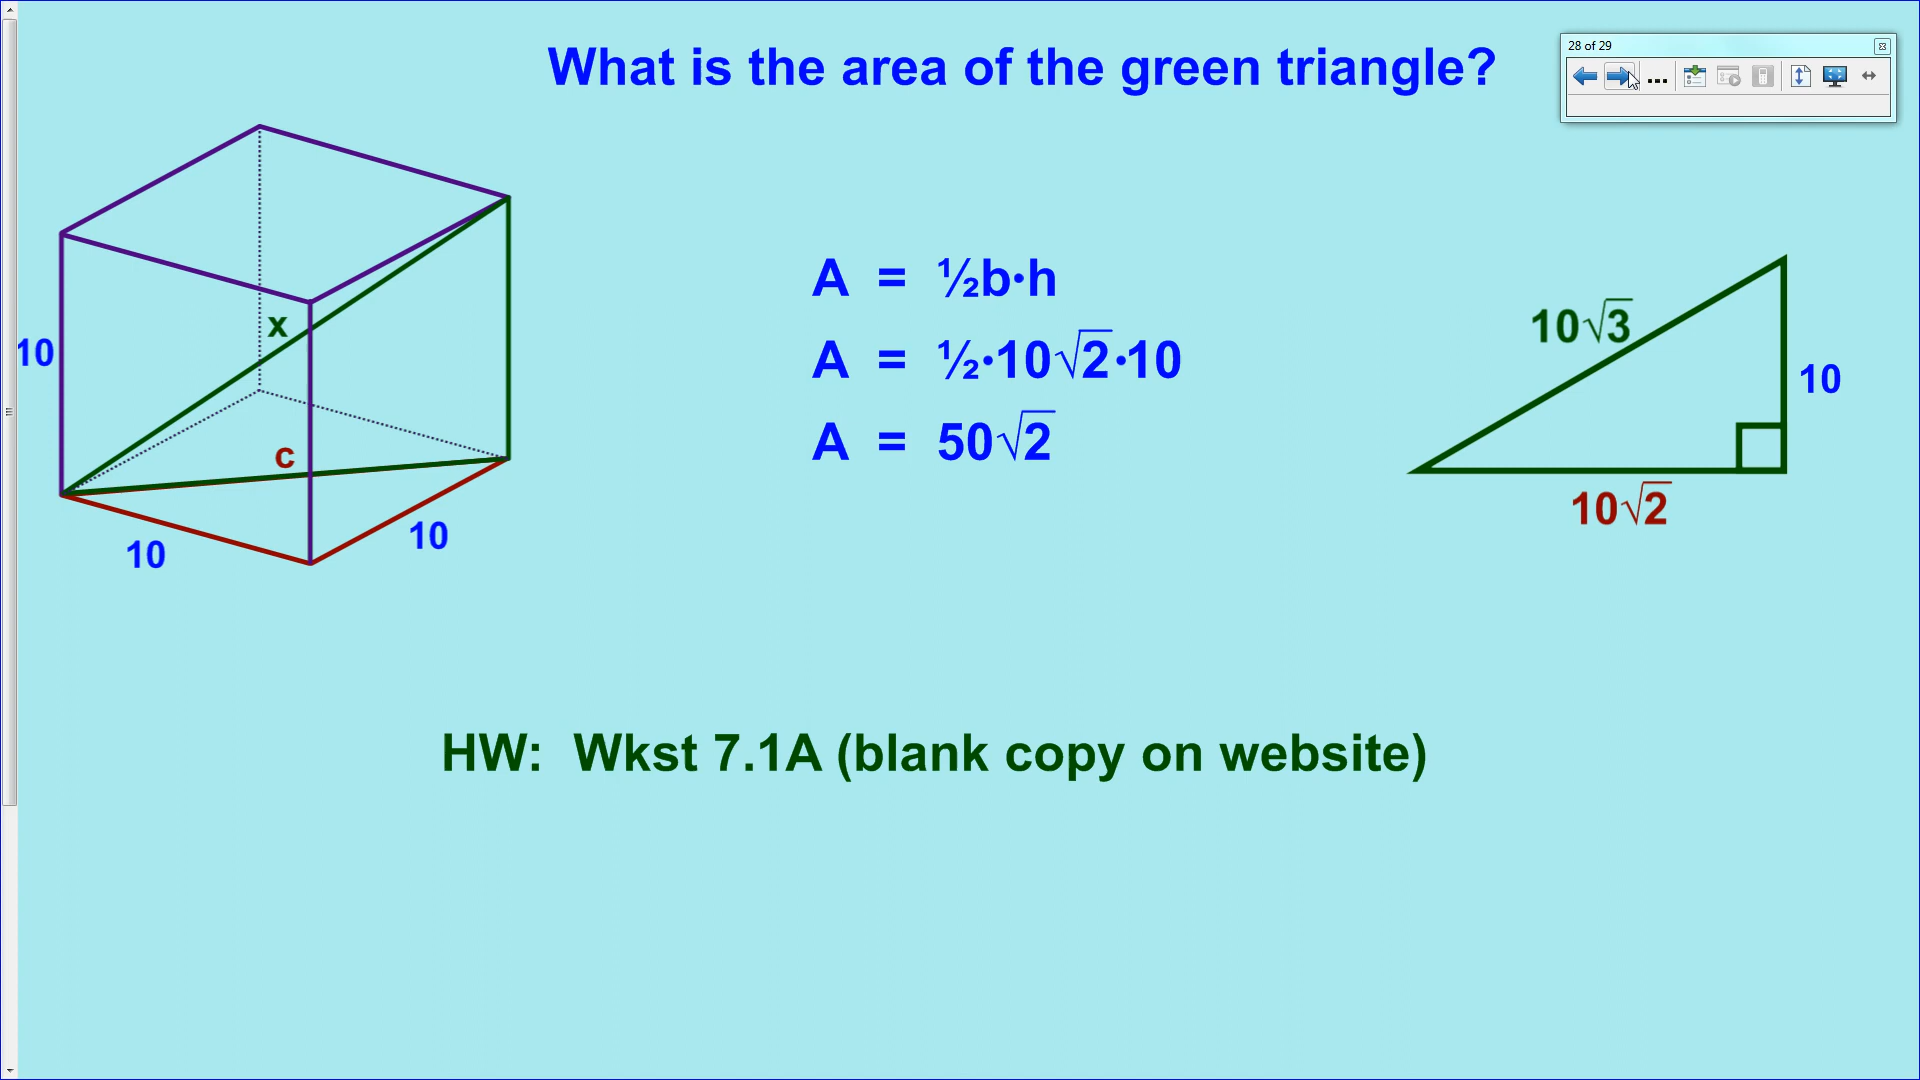 What is the area of the green triangle?
28 of 29
x
10
c
10
10
A = ½b·h
A = ½·10√2·10
A = 50√2
10√3
10
10√2
HW: Wkst 7.1A (blank copy on website)